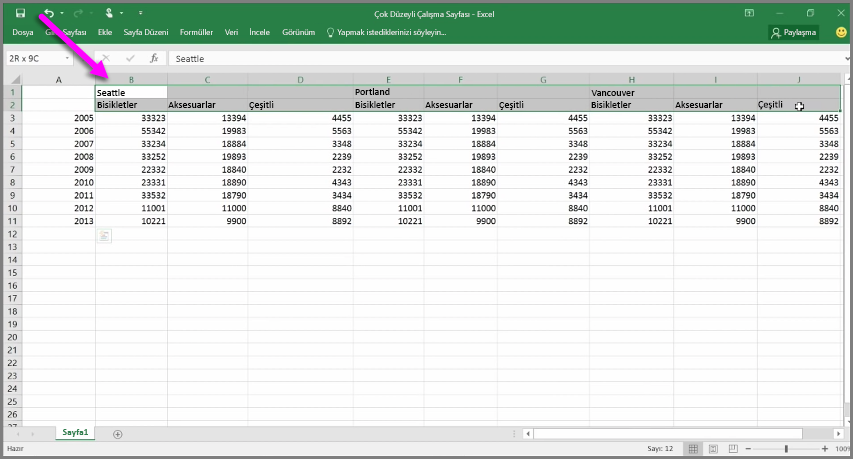 Çok Düzeyli Çalışma Sayfası - Excel
Dosya Sayfası Ekle Sayfa Düzeni Formüller Veri İncele Görünüm Yapmak istediklerinizi söyleyin... Paylaşma
2R x 9C fx Seattle
A B C D E F G H I J
1 Seattle Portland Vancouver
2 Bisikletler Aksesuarlar Çeşitli Bisikletler Aksesuarlar Çeşitli Bisikletler Aksesuarlar Çeşitli
3 2005 33323 13394 4455 33323 13394 4455 33323 13394 4455
4 2006 55342 19983 5563 55342 19983 5563 55342 19983 5563
5 2007 33234 18884 3348 33234 18884 3348 33234 18884 3348
6 2008 33252 19893 2239 33252 19893 2239 33252 19893 2239
7 2009 22332 18840 2232 22332 18840 2232 22332 18840 2232
8 2010 23331 18890 4343 23331 18890 4343 23331 18890 4343
9 2011 33532 18790 3434 33532 18790 3434 33532 18790 3434
10 2012 11001 11000 8840 11001 11000 8840 11001 11000 8840
11 2013 10221 9900 8892 10221 9900 8892 10221 9900 8892
12
13
14
15
16
17
18
19
20
21
22
23
24
25
26
Sayfa1
Hazır Sayı: 12